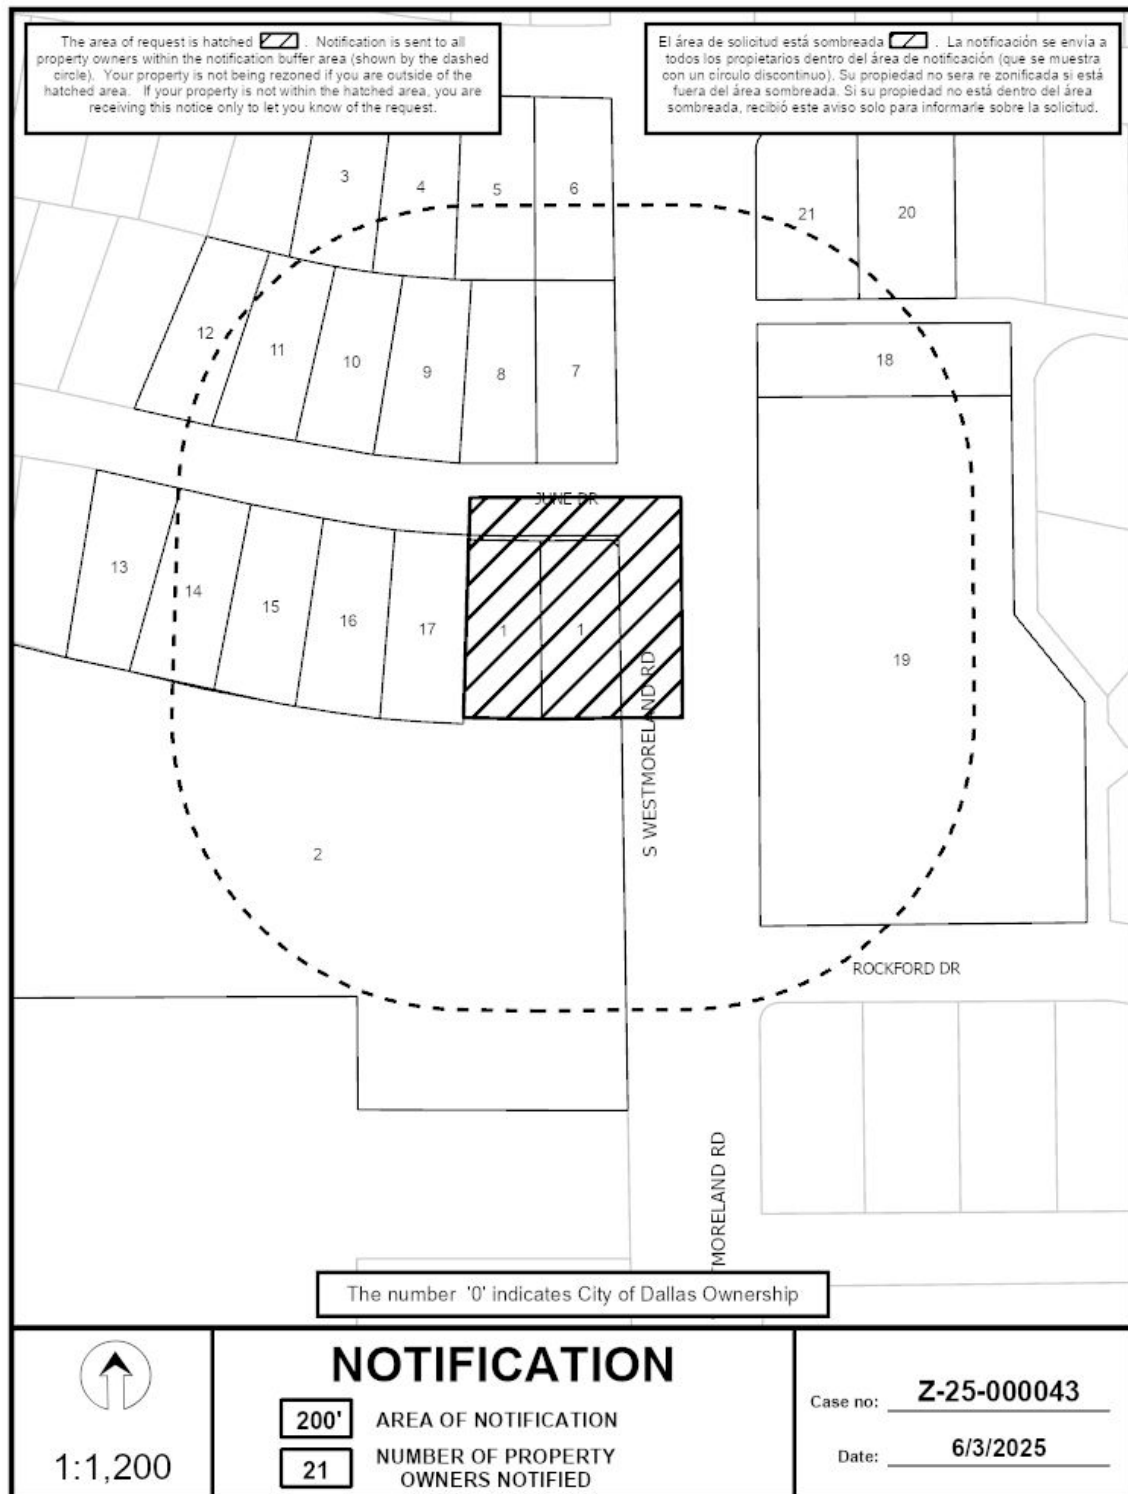 The area of request is hatched . Notification is sent to all
property owners within the notification buffer area (shown by the dashed
circle). Your property is not being rezoned if you are outside of the
hatched area. If your property is not within the hatched area, you are
receiving this notice only to let you know of the request.
El área de solicitud está sombreada . La notificación se envía a
todos los propietarios dentro del área de notificación (que se muestra
con un círculo discontinuo). Su propiedad no sera re zonificada si está
fuera del área sombreada. Si su propiedad no está dentro del área
sombreada, recibió este aviso solo para informarle sobre la solicitud.
3
4
5
6
21
20
12
11
10
9
8
7
18
JUNE DR
13
14
15
16
17
1
1
19
S WESTMORELAND RD
2
ROCKFORD DR
TMORELAND RD
The number '0' indicates City of Dallas Ownership
1:1,200
NOTIFICATION
200' AREA OF NOTIFICATION
21 NUMBER OF PROPERTY
OWNERS NOTIFIED
Case no: Z-25-000043
Date: 6/3/2025